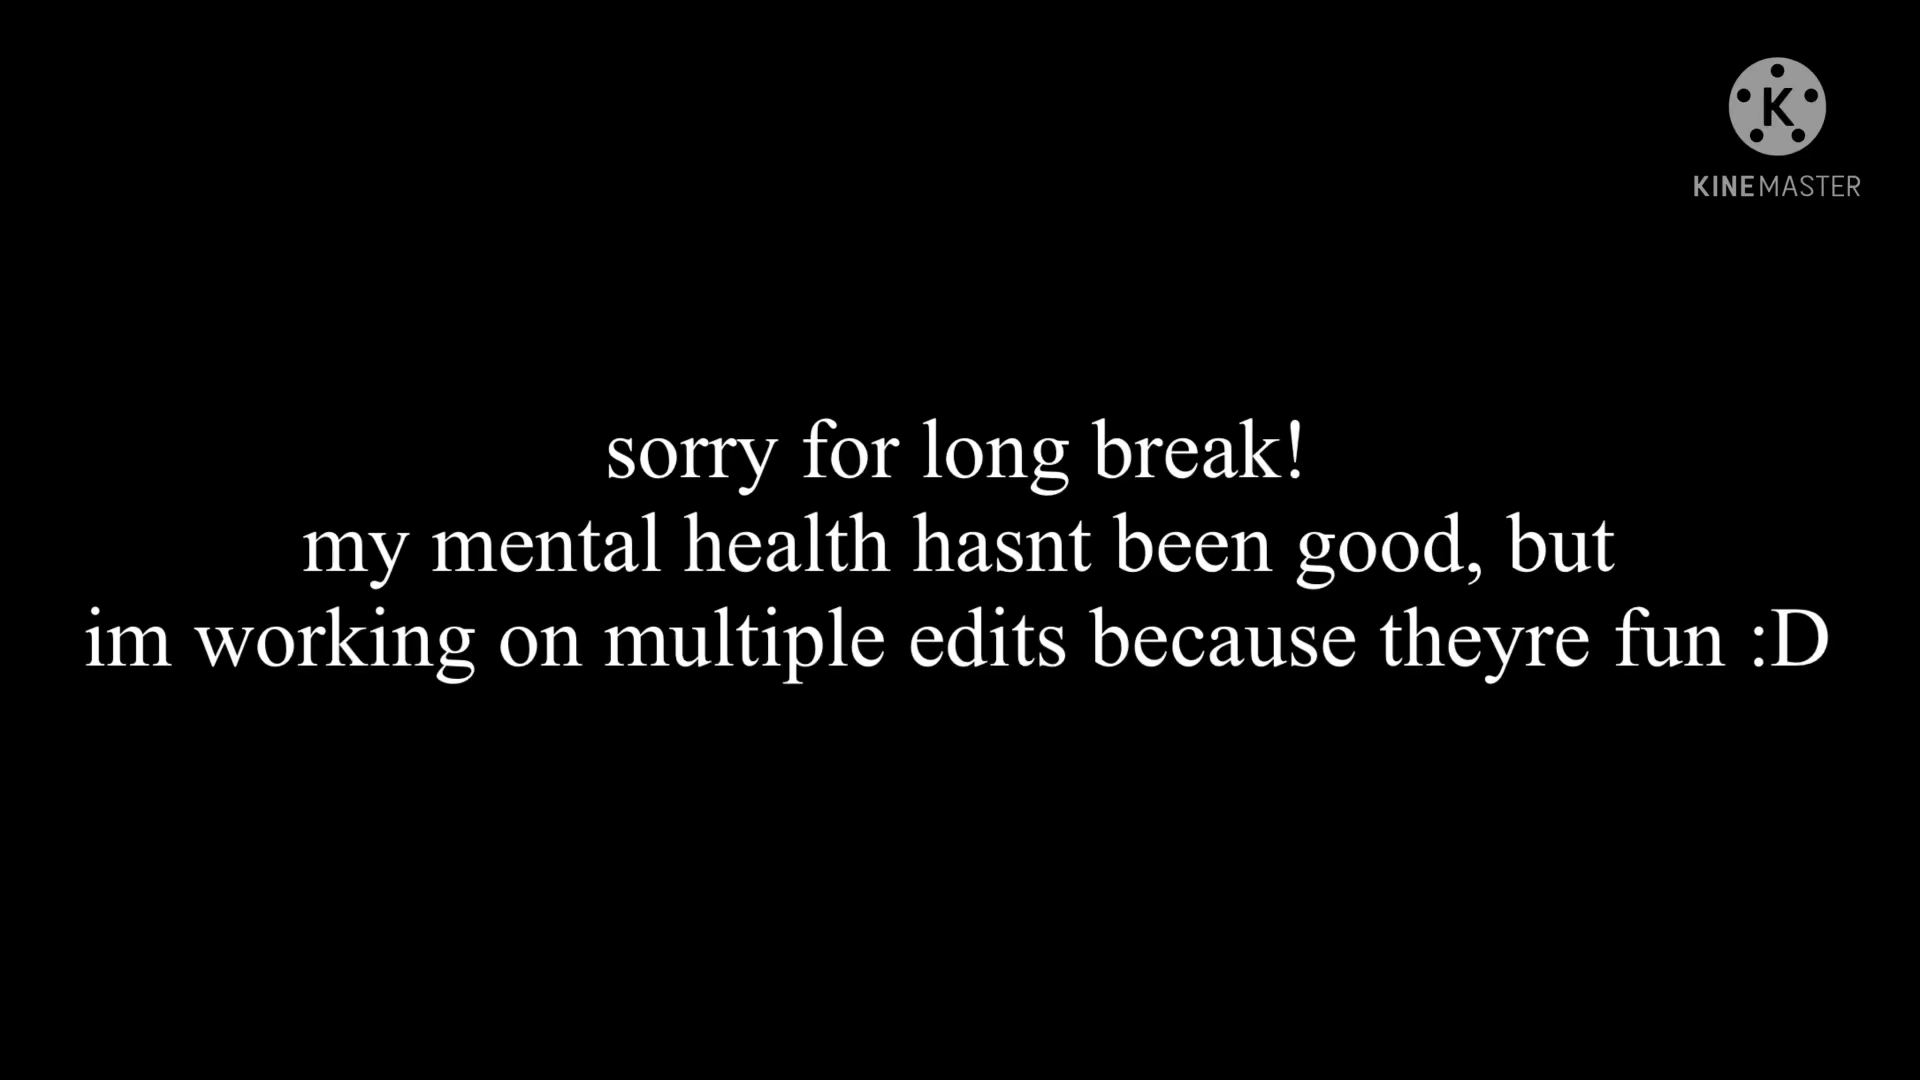 K
KINEMASTER
sorry for long break!
my mental health hasnt been good, but
im working on multiple edits because theyre fun :D